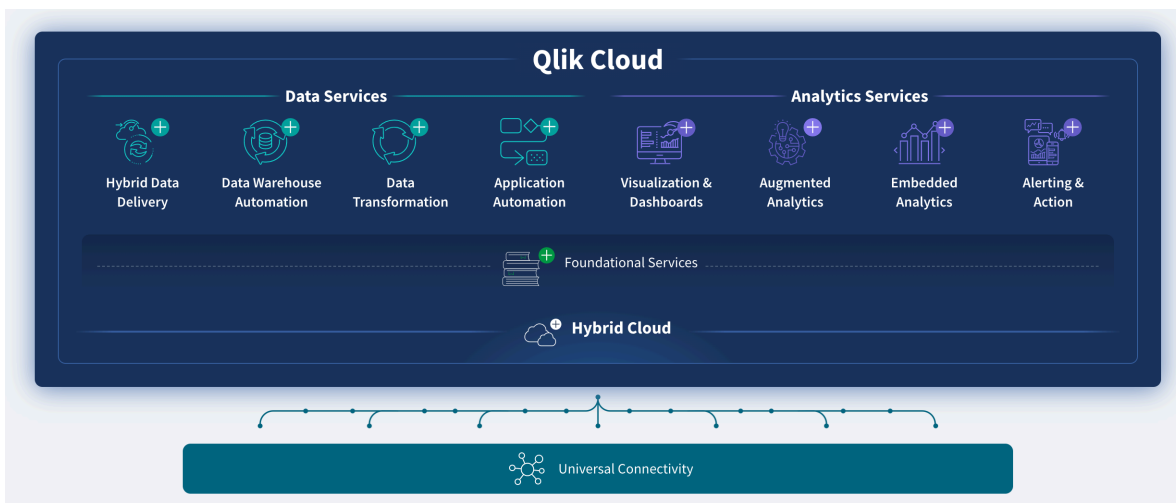 Qlik Cloud
Data Services
Analytics Services
Hybrid Data
Delivery
Data Warehouse
Automation
Data
Transformation
Application
Automation
Visualization &
Dashboards
Augmented
Analytics
Embedded
Analytics
Alerting &
Action
Foundational Services
Hybrid Cloud
Universal Connectivity